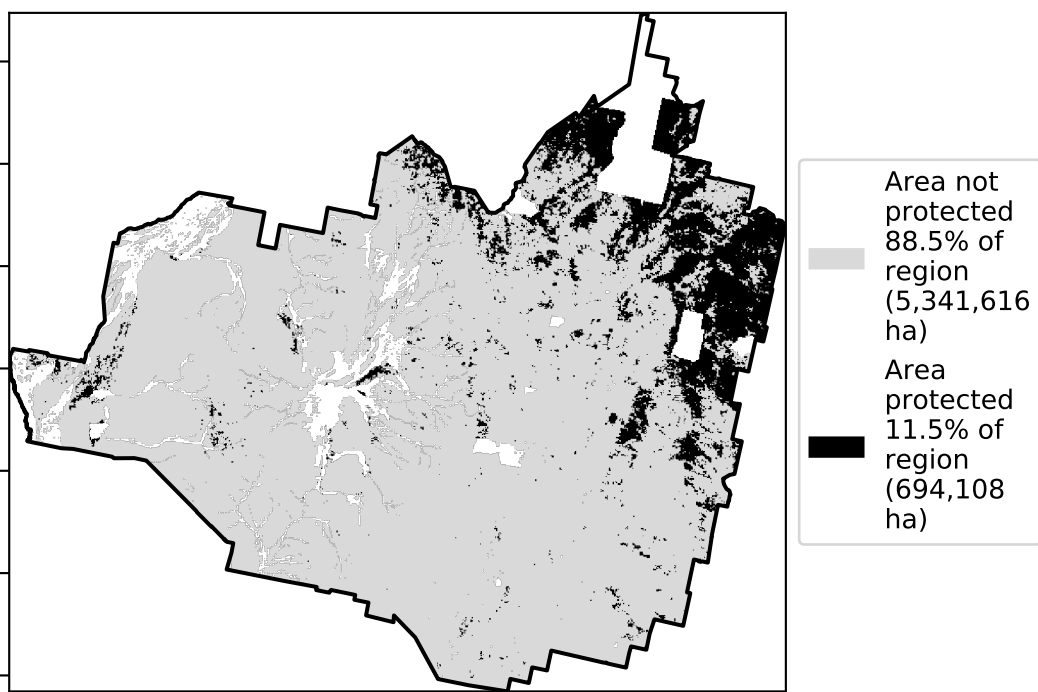 Area not
protected
88.5% of
region
(5,341,616
ha)
Area
protected
11.5% of
region
(694,108
ha)